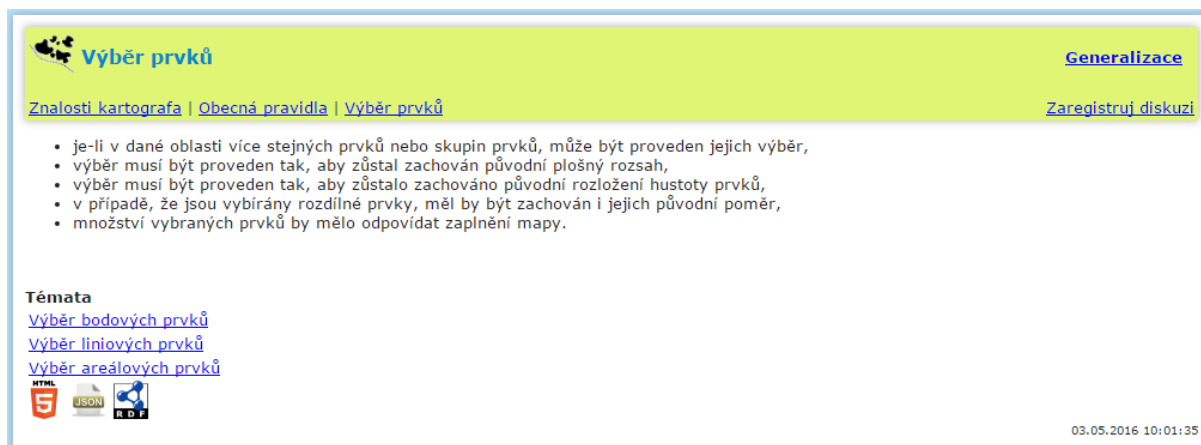 Výběr prvků
Generalizace
Znalosti kartografa | Obecná pravidla | Výběr prvků
Zaregistruj diskuzi
• je-li v dané oblasti více stejných prvků nebo skupin prvků, může být proveden jejich výběr,
• výběr musí být proveden tak, aby zůstal zachován původní plošný rozsah,
• výběr musí být proveden tak, aby zůstalo zachováno původní rozložení hustoty prvků,
• v případě, že jsou vybírány rozdílné prvky, měl by být zachován i jejich původní poměr,
• množství vybraných prvků by mělo odpovídat zaplnění mapy.
Témata
Výběr bodových prvků
Výběr liniových prvků
Výběr areálových prvků
HTML 5 JSON RDF
03.05.2016 10:01:35